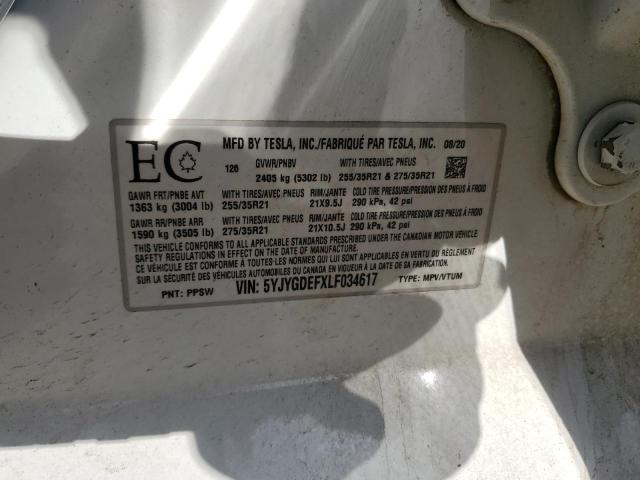 EC
MFD BY TESLA, INC./FABRIQUÉ PAR TESLA, INC. 08/20
120 GVWR/PNBV WITH TIRES/AVEC PNEUS
2405 kg (5302 lb) 255/35R21 & 275/35R21
GAWR FRT/PNBE AVT WITH TIRES/AVEC PNEUS RIM/JANTE COLD TIRE PRESSURE/PRESSION DES PNEUS À FROID
1363 kg (3004 lb) 255/35R21 21X9.5J 290 kPa, 42 psi
GAWR RR/PNBE ARR WITH TIRES/AVEC PNEUS RIM/JANTE COLD TIRE PRESSURE/PRESSION DES PNEUS À FROID
1590 kg (3505 lb) 275/35R21 21X10.5J 290 kPa, 42 psi
THIS VEHICLE CONFORMS TO ALL APPLICABLE STANDARDS PRESCRIBED UNDER THE CANADIAN MOTOR VEHICLE
SAFETY REGULATIONS IN EFFECT ON THE DATE OF MANUFACTURE
CE VÉHICULE EST CONFORME À TOUTES LES NORMES QUI LUI SONT APPLICABLES EN VERTU DU RÈGLEMENT
SUR LA SÉCURITÉ DES VÉHICULES AUTOMOBILES DU CANADA EN VIGUEUR À LA DATE DE SA FABRICATION
PNT: PPSW VIN: 5YJYGDEFXLF034617 TYPE: MPV/VTUM